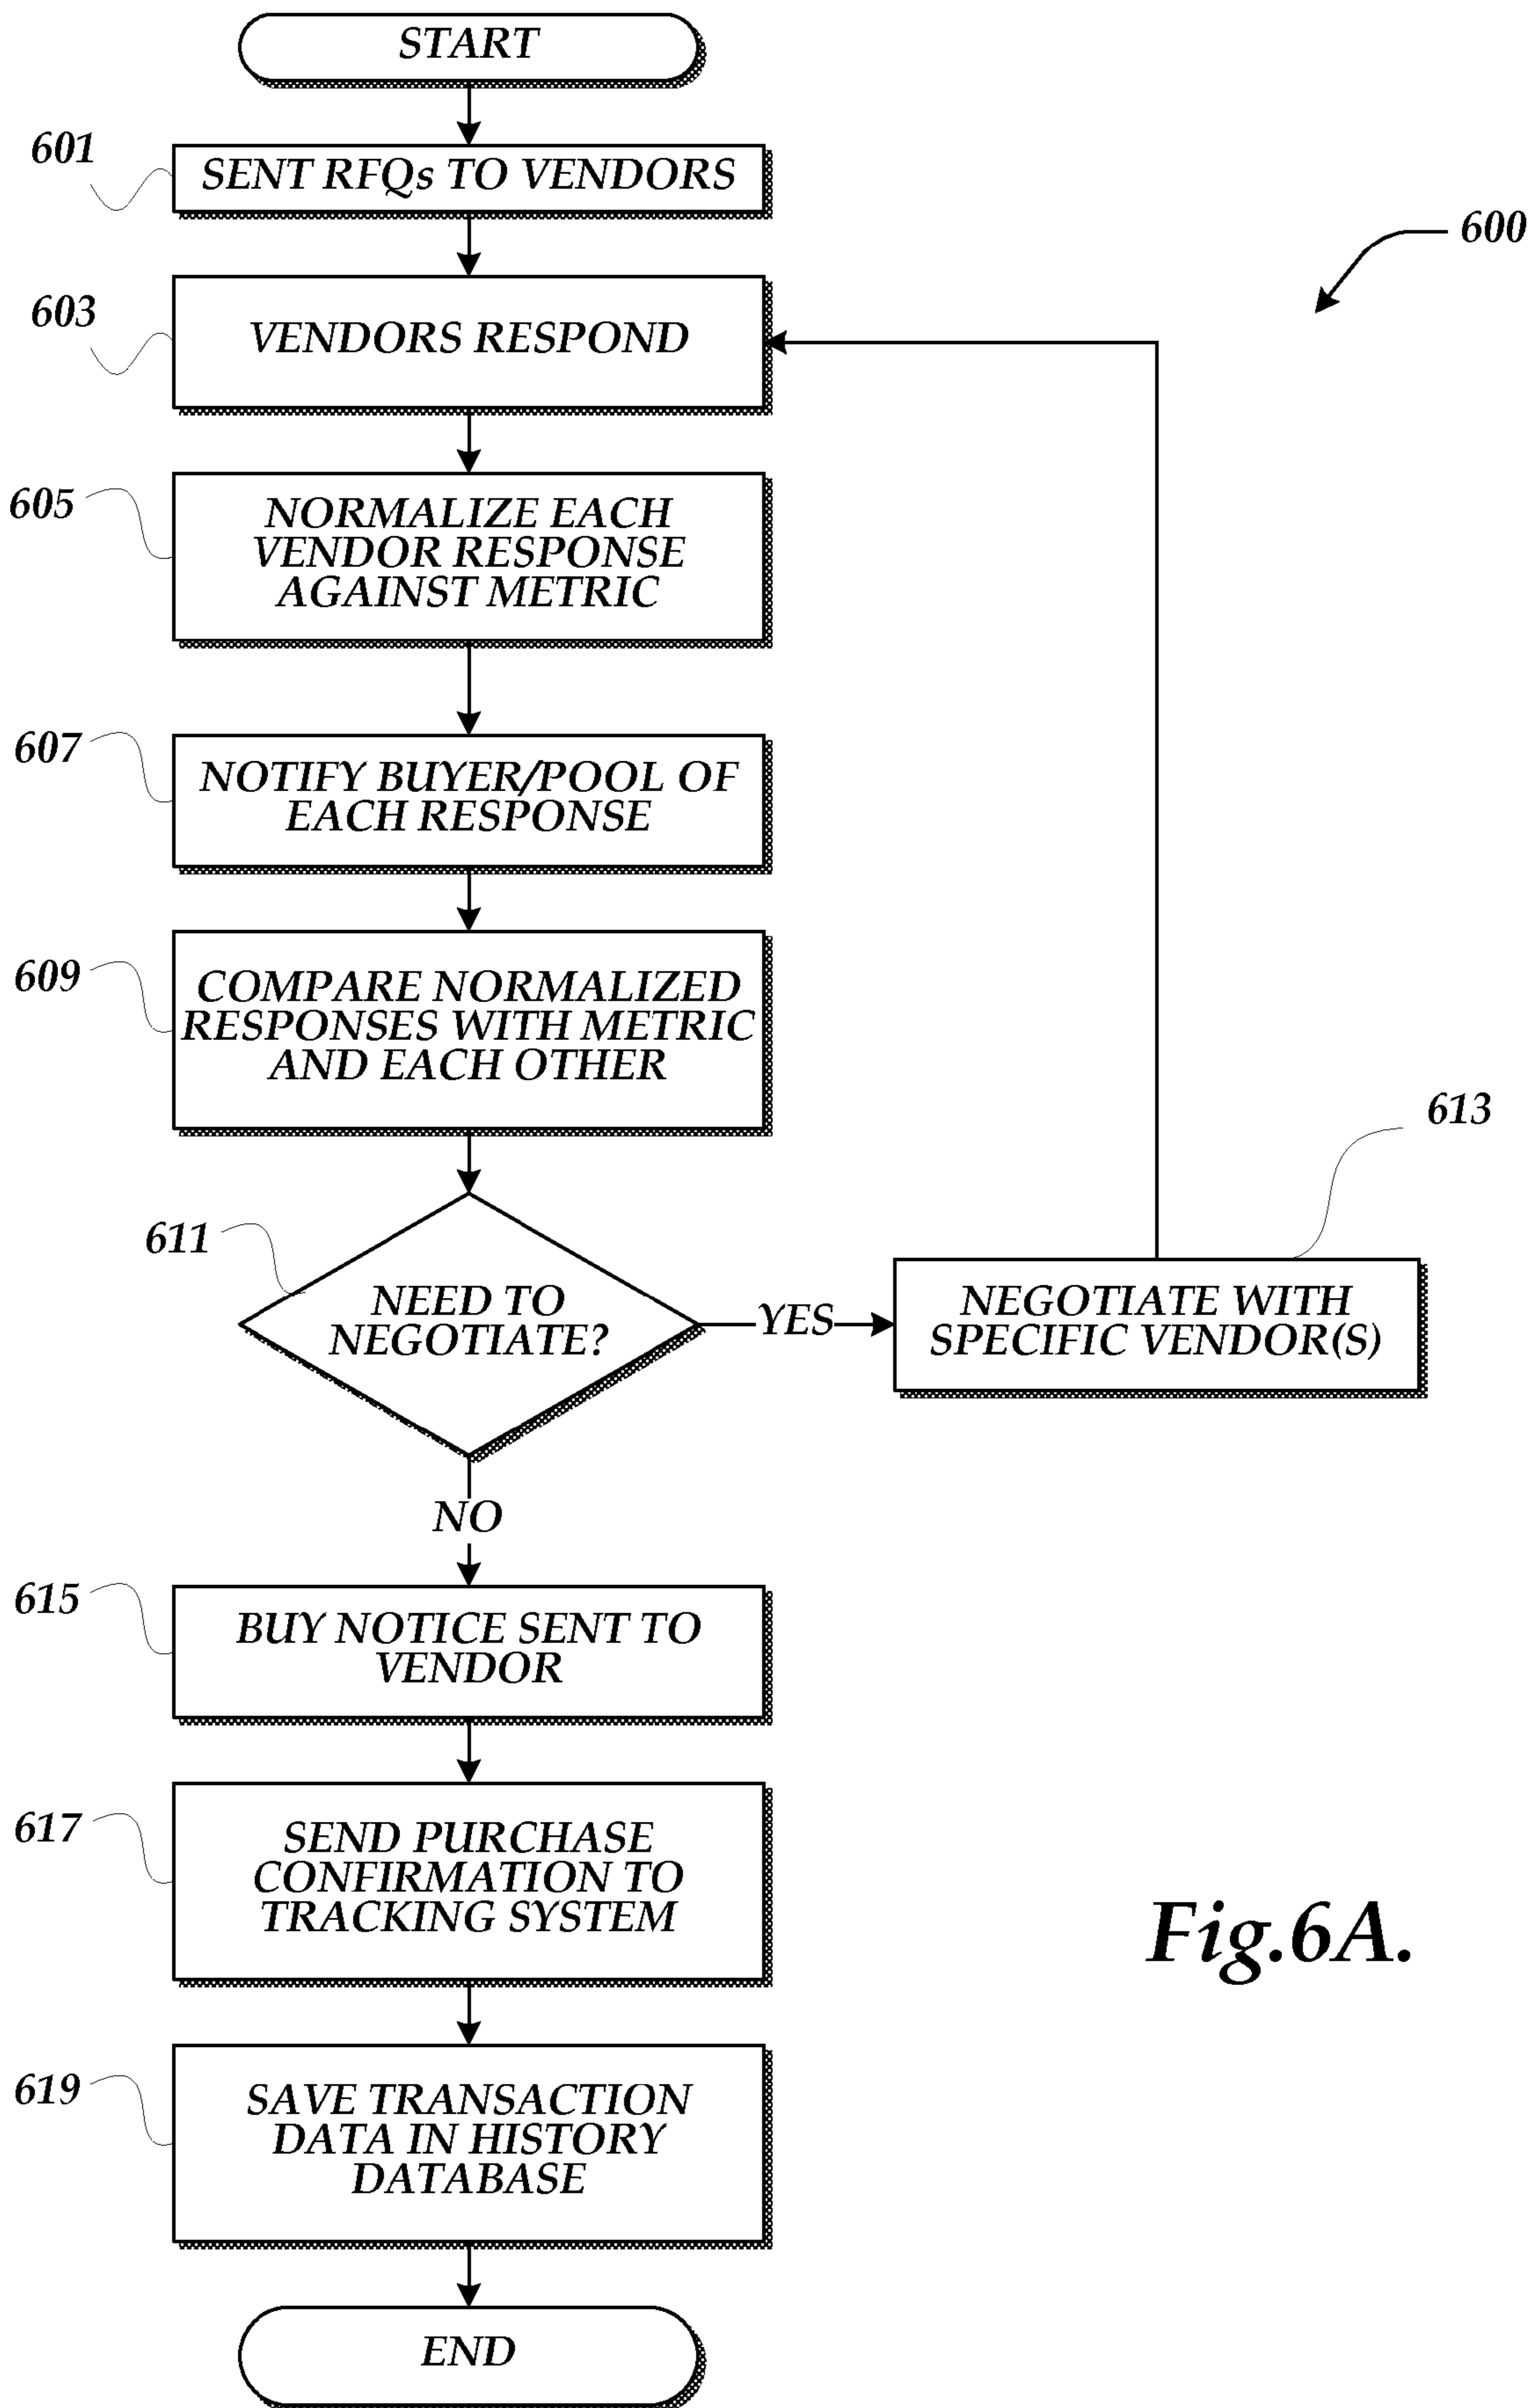 START
601
SENT RFQs TO VENDORS
600
603
VENDORS RESPOND
605
NORMALIZE EACH
VENDOR RESPONSE
AGAINST METRIC
607
NOTIFY BUYER/POOL OF
EACH RESPONSE
609
COMPARE NORMALIZED
RESPONSES WITH METRIC
AND EACH OTHER
611
NEED TO
NEGOTIATE?
YES
613
NEGOTIATE WITH
SPECIFIC VENDOR(S)
NO
615
BUY NOTICE SENT TO
VENDOR
617
SEND PURCHASE
CONFIRMATION TO
TRACKING SYSTEM
Fig.6A.
619
SAVE TRANSACTION
DATA IN HISTORY
DATABASE
END